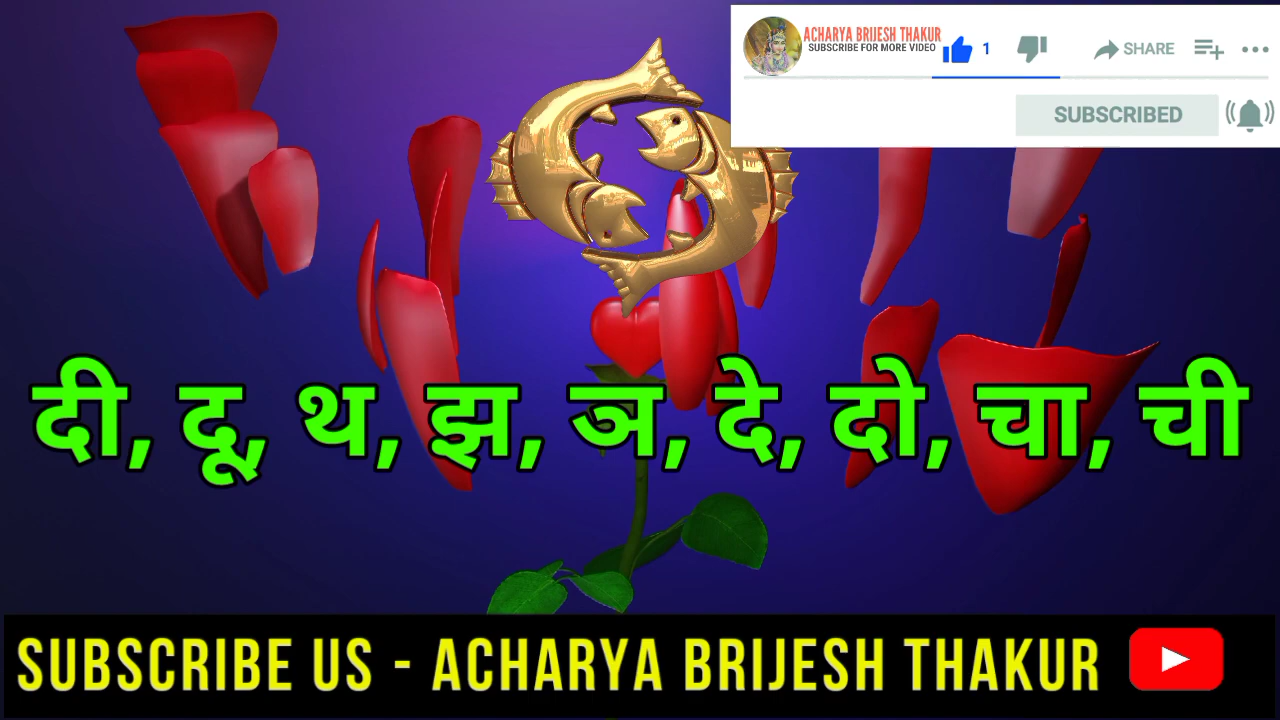 ACHARYA BRIJESH THAKUR
SUBSCRIBE FOR MORE VIDEO
1
SHARE
SUBSCRIBED
दी, दू, थ, झ, ञ, दे, दो, चा, ची
SUBSCRIBE US - ACHARYA BRIJESH THAKUR